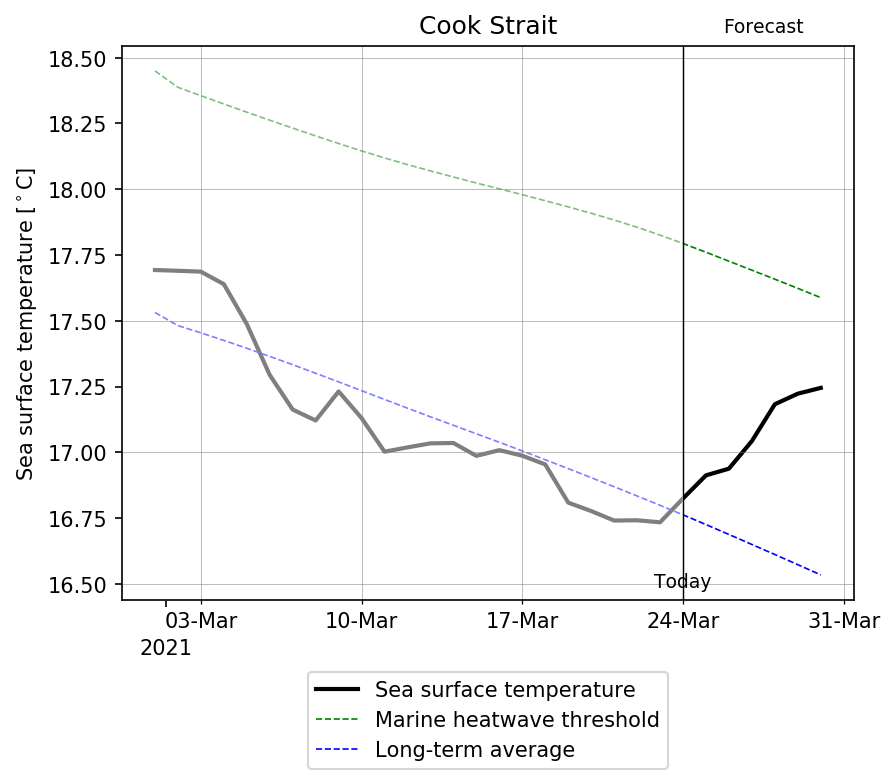 Cook Strait
Forecast
Sea surface temperature [°C]
18.50
18.25
18.00
17.75
17.50
17.25
17.00
16.75
16.50
Today
03-Mar
10-Mar
17-Mar
24-Mar
31-Mar
2021
Sea surface temperature
Marine heatwave threshold
Long-term average